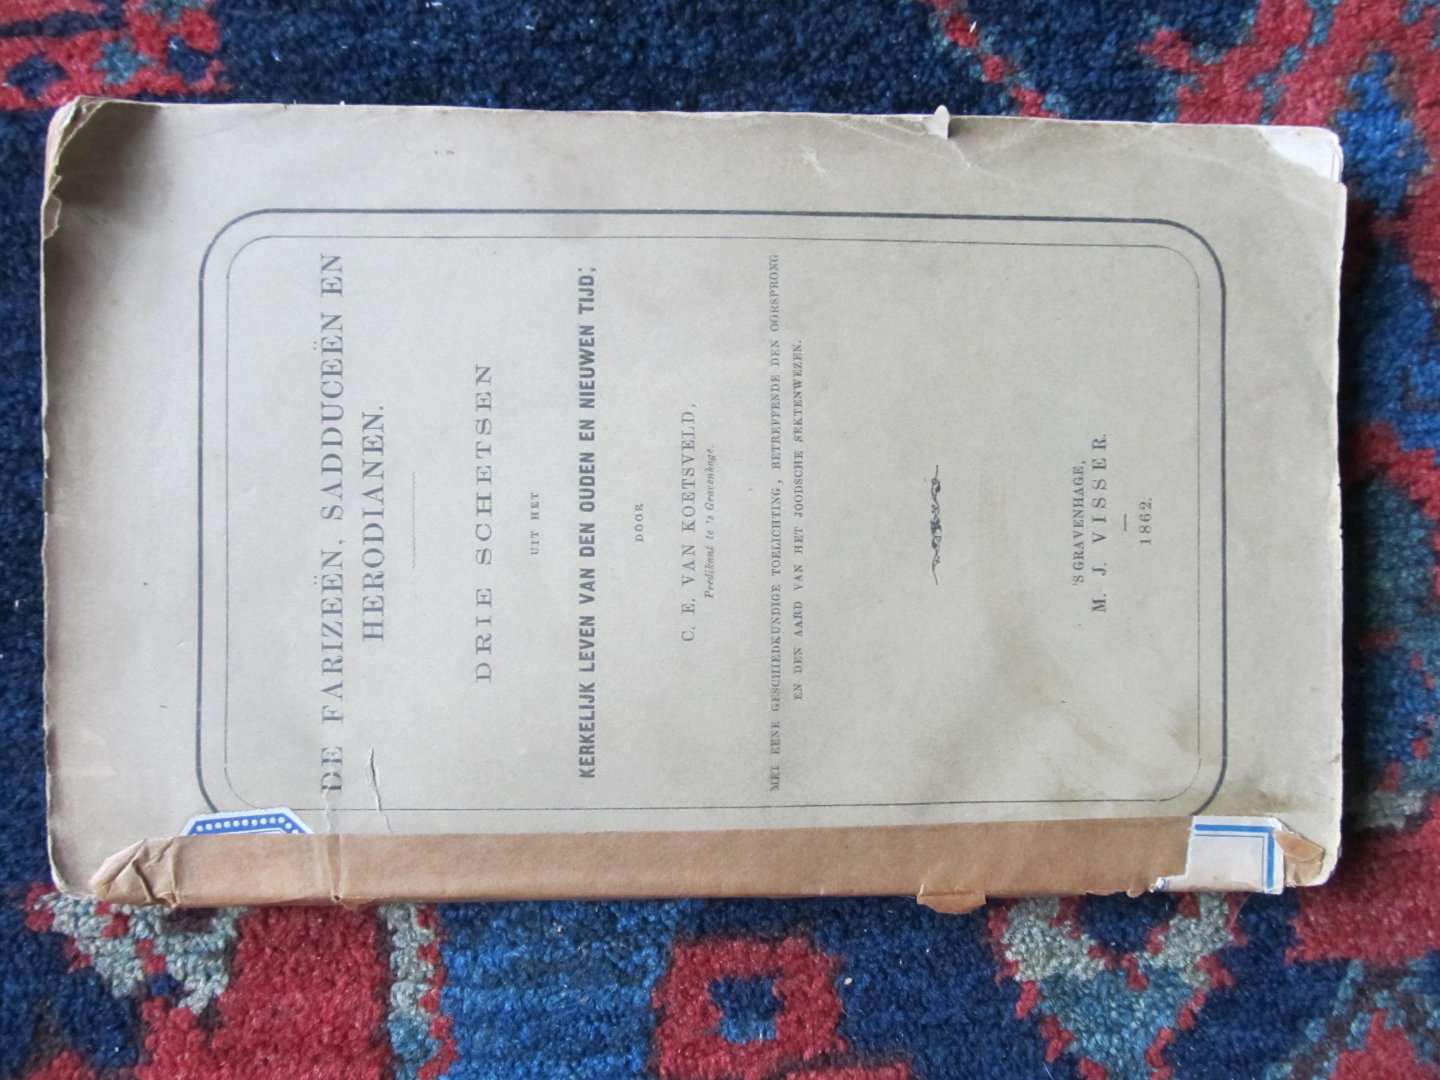 DE FARIZEËN, SADDUCEËN EN
HERODIANEN.
DRIE SCHETSEN
UIT HET
KERKELIJK LEVEN VAN DEN OUDEN EN NIEUWEN TIJD;
DOOR
C. E. VAN KOETSVELD,
Predikant te 's Gravenhage.
MET EENE GESCHIEDKUNDIGE TOELICHTING, BETREFFENDE DEN OORSPRONG
EN DEN AARD VAN HET JOODSCHE SEKTENWEZEN.
'S GRAVENHAGE,
M. J. VISSER.
1862.